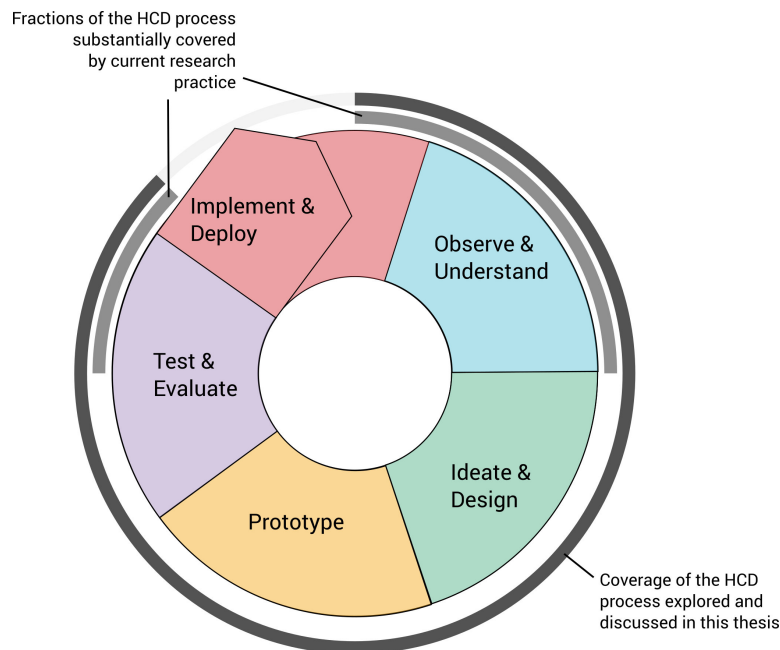 Fractions of the HCD process
substantially covered
by current research
practice
Implement &
Deploy
Observe &
Understand
Test &
Evaluate
Ideate &
Design
Prototype
Coverage of the HCD
process explored and
discussed in this thesis